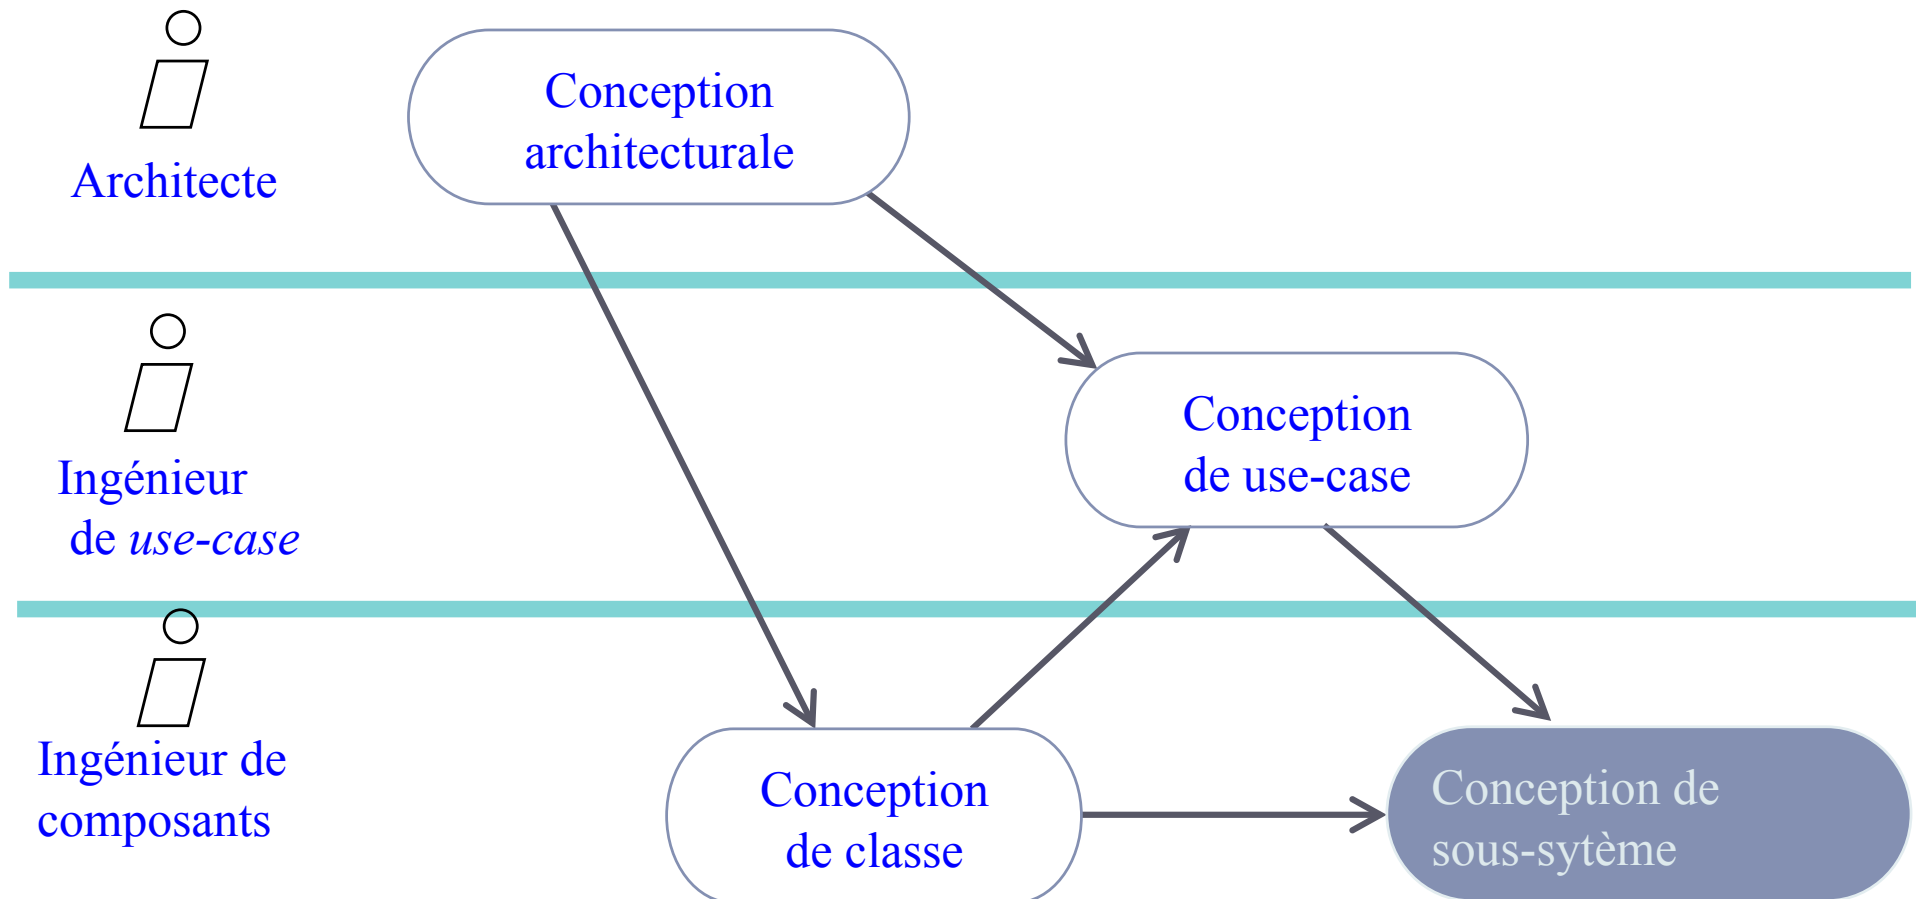 Conception
architecturale
Architecte
Conception
de use-case
Ingénieur
de use-case
Ingénieur de
composants
Conception
de classe
Conception de
sous-sytème